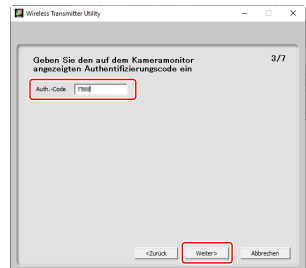 Wireless Transmitter Utility
Geben Sie den auf dem Kameramonitor
angezeigten Authentifizierungscode ein
3/7
Auth.-Code
<Zurück
Weiter>
Abbrechen